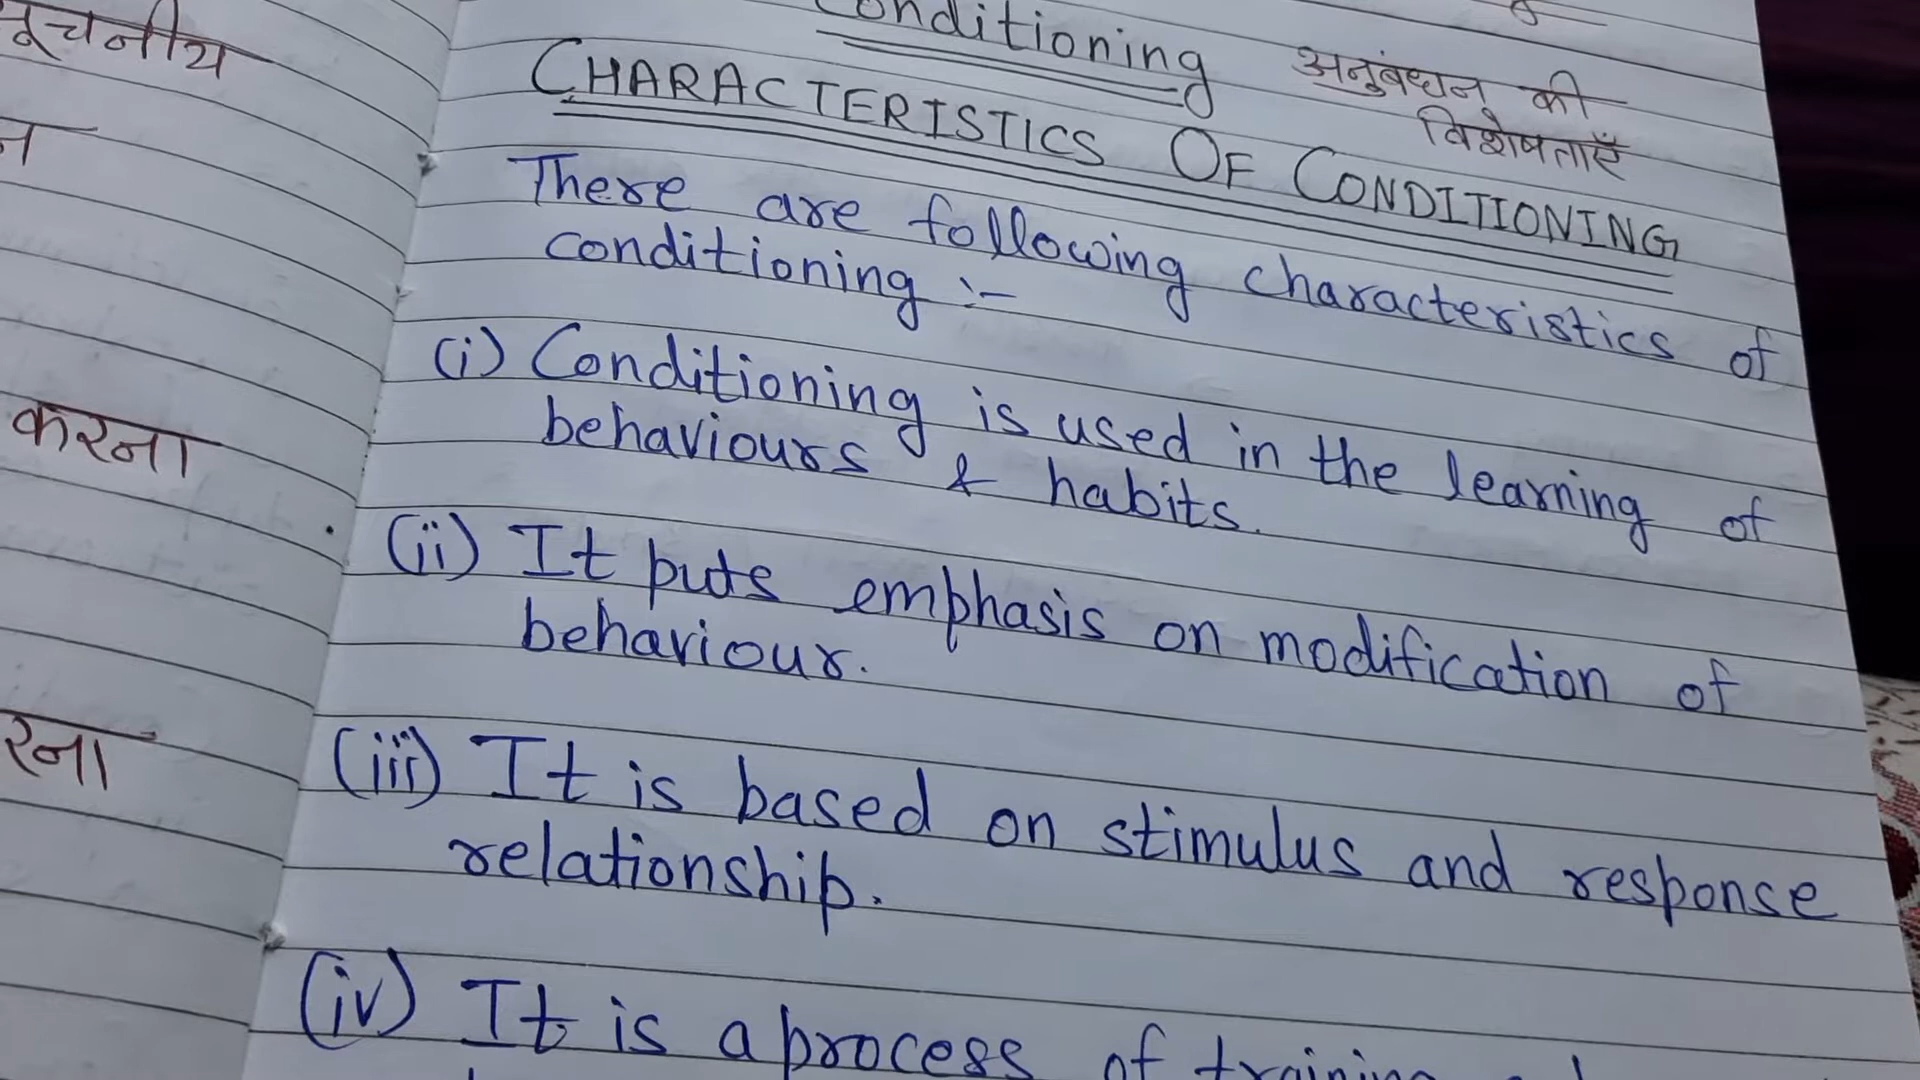 सूचनीय
न
करना
रना
Conditioning
अनुबंधन की
विशेषताएँ
CHARACTERISTICS OF CONDITIONING
There are following characteristics of
conditioning :-
(i) Conditioning is used in the learning of
behaviours & habits.
(ii) It puts emphasis on modification of
behaviour.
(iii) It is based on stimulus and response
relationship.
(iv) It is a process of training